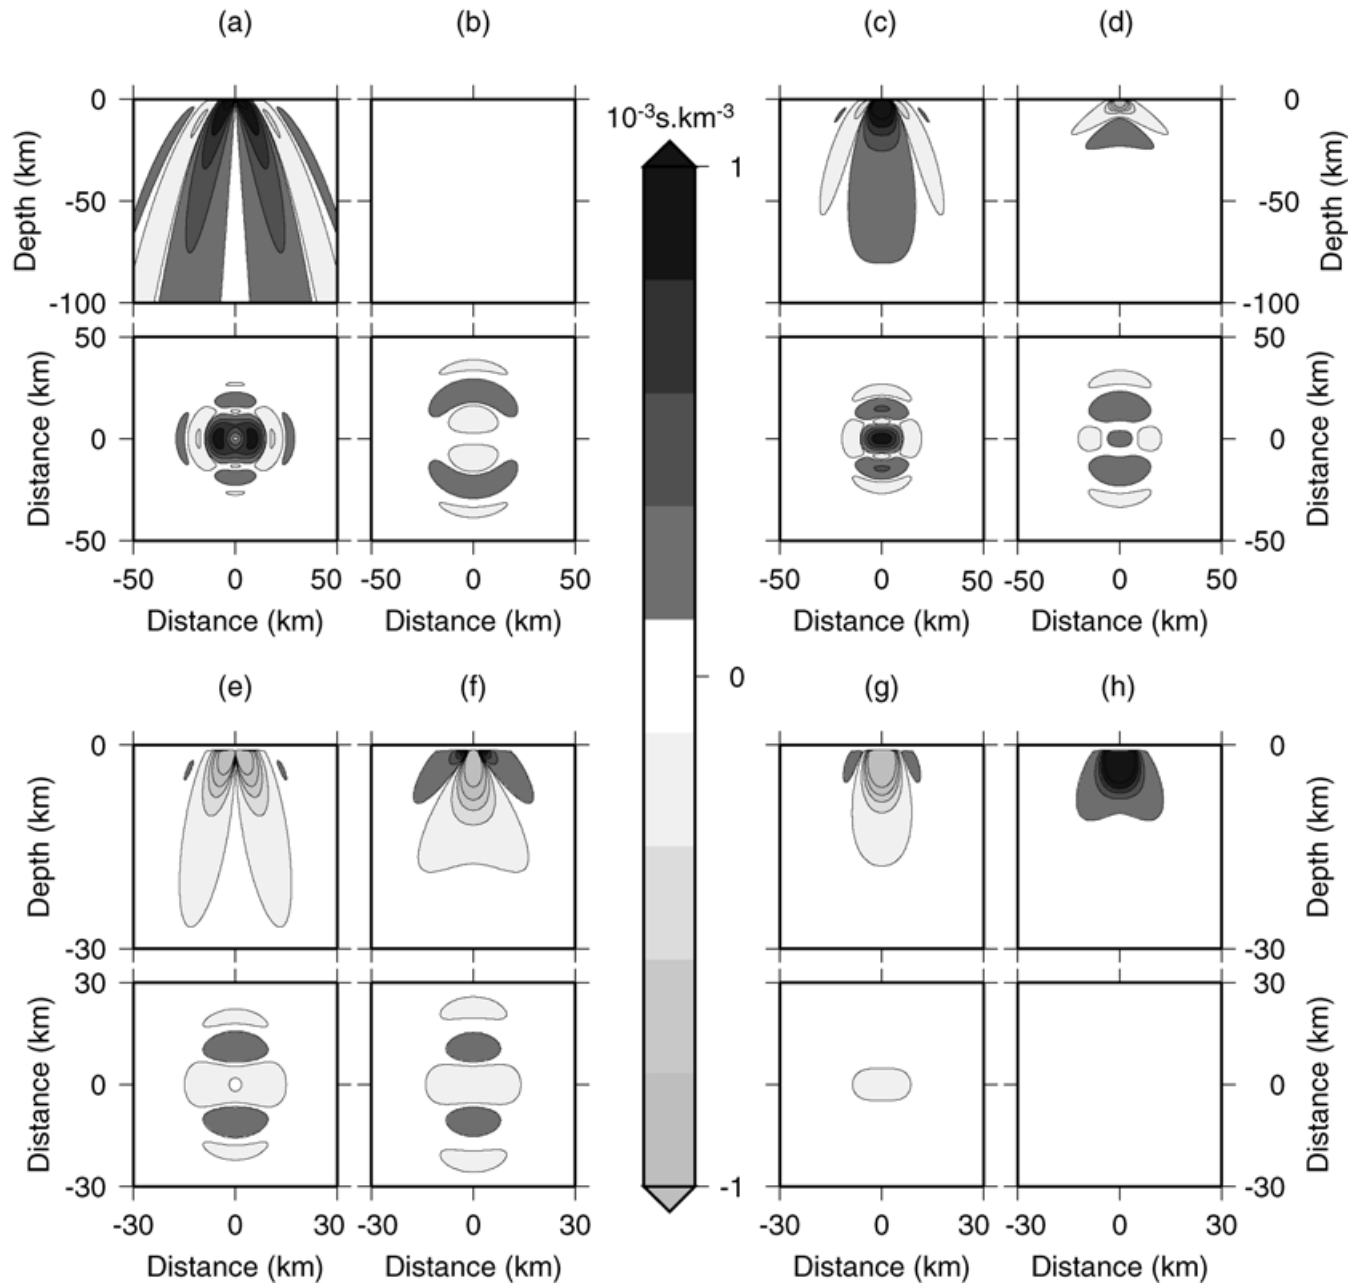 (a) (b) (c) (d)
10-3s.km-3
0 1 0
Depth (km) -50 -50 Depth (km)
-100 -100
50 50
Distance (km) 0 0 0 Distance (km)
-50 -50
-50 0 50 -50 0 50 -50 0 50 -50 0 50
Distance (km) Distance (km) Distance (km) Distance (km)
(e) (f) (g) (h)
0 0
Depth (km) Depth (km)
-30 -30
30 30
Distance (km) 0 0 Distance (km)
-30 -1 -30
-30 0 30 -30 0 30 -30 0 30 -30 0 30
Distance (km) Distance (km) Distance (km) Distance (km)